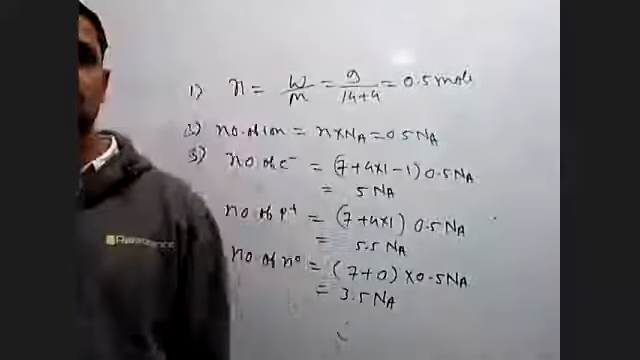 1) n = W/M = 9/14+4 = 0.5 mole
2) no. of ion = n×NA = 0.5 NA
3) No of e⁻ = (7+4×1-1) 0.5 NA
= 5 NA
no of p⁺ = (7+4×1) 0.5 NA
= 5.5 NA
no of n⁰ = (7+0) × 0.5 NA
= 3.5 NA